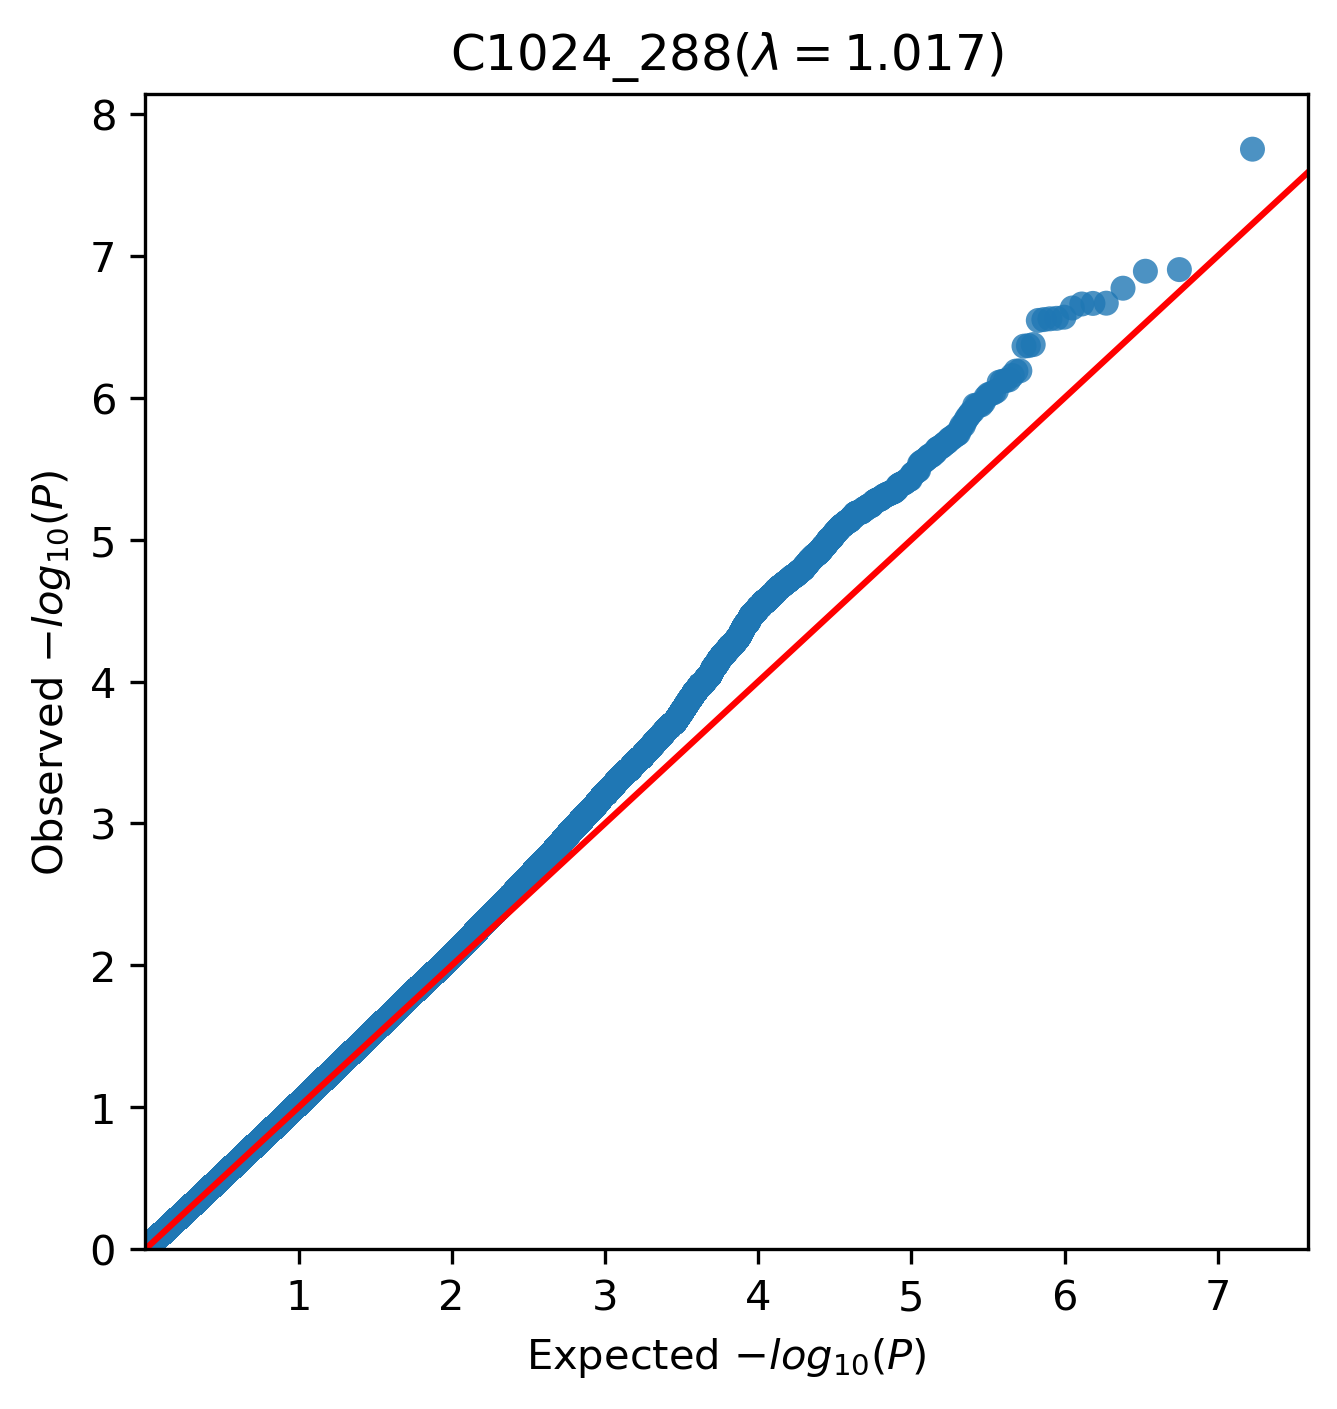 C1024_288(λ = 1.017)
8
7
6
5
4
3
2
1
0
Observed −log₁₀(P)
1 2 3 4 5 6 7
Expected −log₁₀(P)